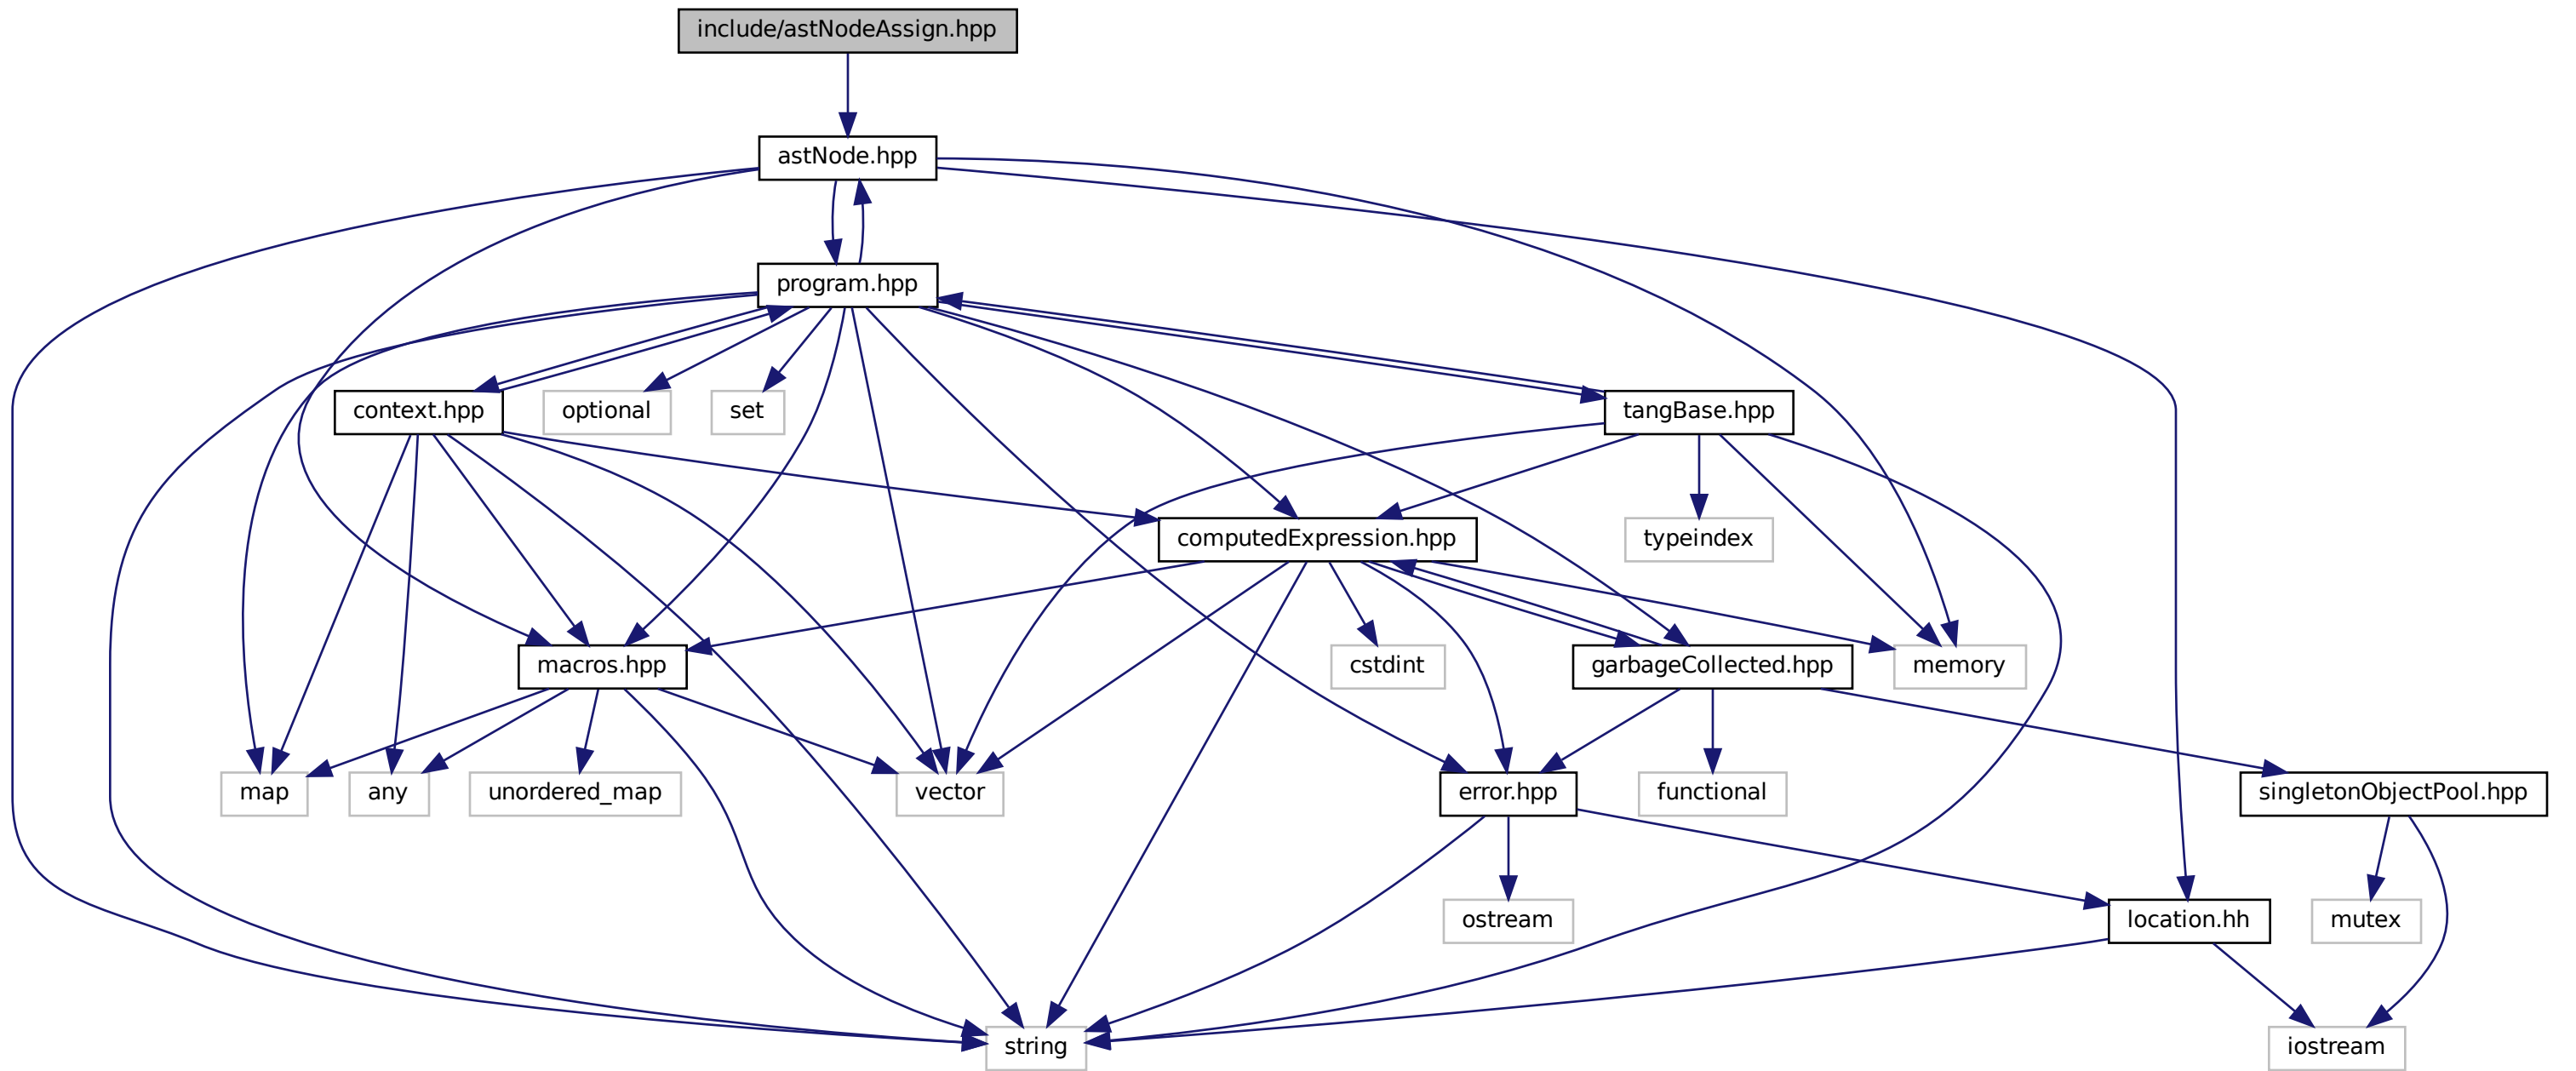 include/astNodeAssign.hpp
astNode.hpp
program.hpp
context.hpp
optional
set
tangBase.hpp
computedExpression.hpp
typeindex
macros.hpp
cstdint
garbageCollected.hpp
memory
map
any
unordered_map
vector
error.hpp
functional
singletonObjectPool.hpp
ostream
location.hh
mutex
string
iostream